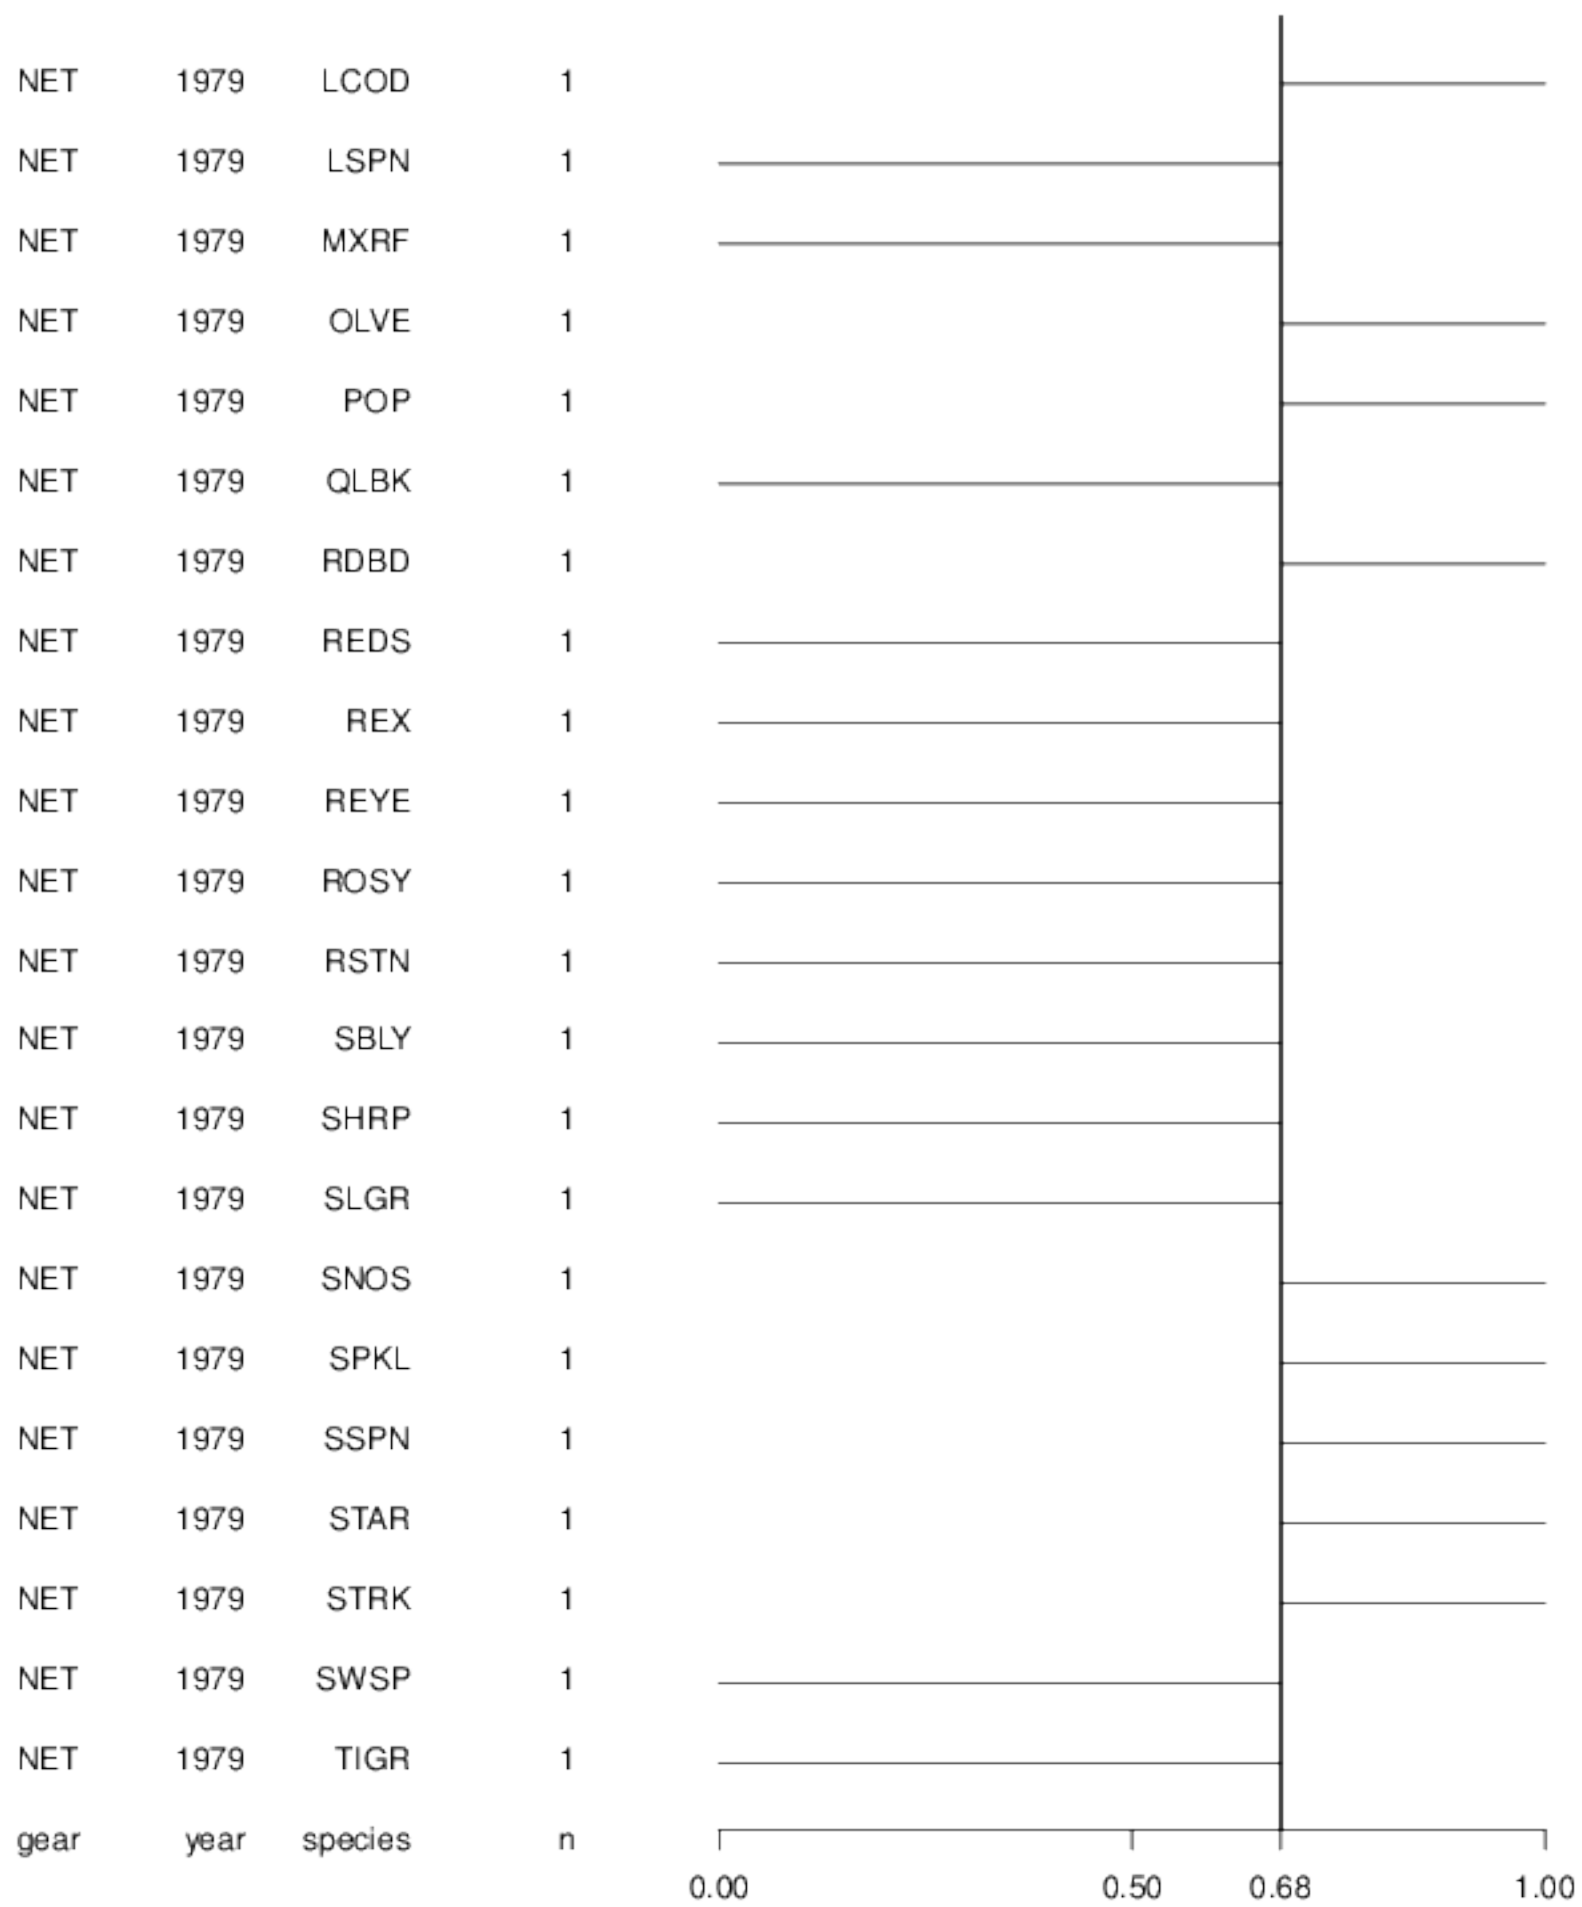 NET 1979 LCOD 1
NET 1979 LSPN 1
NET 1979 MXRF 1
NET 1979 OLVE 1
NET 1979 POP 1
NET 1979 QLBK 1
NET 1979 RDBD 1
NET 1979 REDS 1
NET 1979 REX 1
NET 1979 REYE 1
NET 1979 ROSY 1
NET 1979 RSTN 1
NET 1979 SBLY 1
NET 1979 SHRP 1
NET 1979 SLGR 1
NET 1979 SNOS 1
NET 1979 SPKL 1
NET 1979 SSPN 1
NET 1979 STAR 1
NET 1979 STRK 1
NET 1979 SWSP 1
NET 1979 TIGR 1
gear year species n
0.00 0.50 0.68 1.00